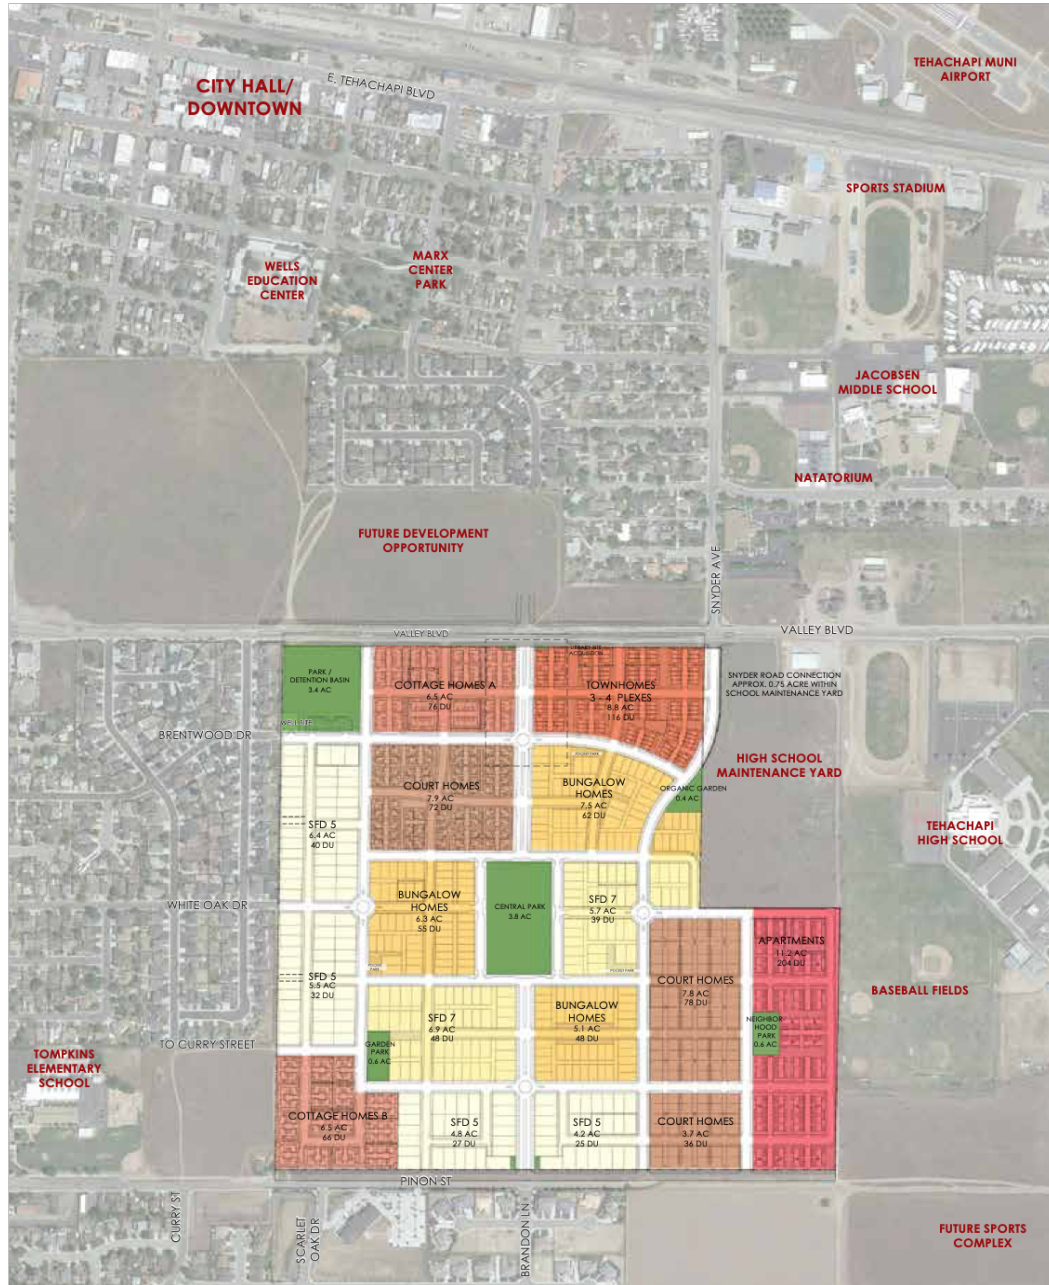 TEHACHAPI MUNI
AIRPORT
CITY HALL/
DOWNTOWN
E. TEHACHAPI BLVD
SPORTS STADIUM
WELLS
EDUCATION
CENTER
MARX
CENTER
PARK
JACOBSEN
MIDDLE SCHOOL
NATATORIUM
FUTURE DEVELOPMENT
OPPORTUNITY
SNYDER AVE
VALLEY BLVD
VALLEY BLVD
PARK /
DETENTION BASIN
3.4 AC
COTTAGE HOMES A
6.5 AC
76 DU
TOWNHOMES
3 - 4 PLEXES
8.8 AC
116 DU
SNYDER ROAD CONNECTION
APPROX. 0.75 ACRE WITHIN
SCHOOL MAINTENANCE YARD
WELL SITE
BRENTWOOD DR
COURT HOMES
7.9 AC
72 DU
POCKET PARK
BUNGALOW
HOMES
7.5 AC
62 DU
ORGANIC GARDEN
0.4 AC
HIGH SCHOOL
MAINTENANCE YARD
SFD 5
6.4 AC
40 DU
TEHACHAPI
HIGH SCHOOL
WHITE OAK DR
BUNGALOW
HOMES
6.3 AC
55 DU
CENTRAL PARK
3.8 AC
SFD 7
5.7 AC
39 DU
POCKET
PARK
POCKET PARK
APARTMENTS
11.2 AC
204 DU
SFD 5
5.5 AC
32 DU
COURT HOMES
7.8 AC
78 DU
BASEBALL FIELDS
BUNGALOW
HOMES
5.1 AC
48 DU
SFD 7
6.9 AC
48 DU
NEIGHBOR
HOOD
PARK
0.6 AC
TO CURRY STREET
GARDEN
PARK
0.6 AC
TOMPKINS
ELEMENTARY
SCHOOL
COTTAGE HOMES B
6.5 AC
66 DU
SFD 5
4.8 AC
27 DU
SFD 5
4.2 AC
25 DU
COURT HOMES
3.7 AC
36 DU
PINON ST
CURRY ST
SCARLET
OAK DR
BRANDON LN
FUTURE SPORTS
COMPLEX